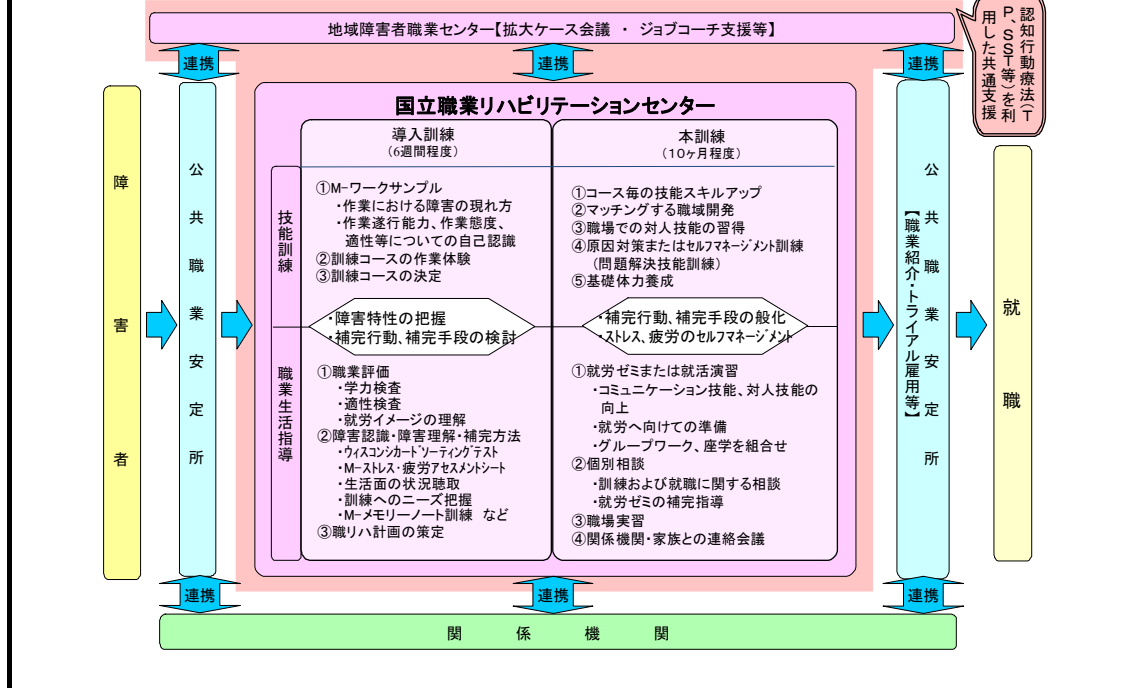 地域障害者職業センター【拡大ケース会議 ・ ジョブコーチ支援等】
認知行動療法（T
P、SST等）を利
用した共通支援
連携
連携
連携
障害者
公共職業安定所
国立職業リハビリテーションセンター
導入訓練
（6週間程度）
本訓練
（10ヶ月程度）
技能訓練
①M-ワークサンプル
・作業における障害の現れ方
・作業遂行能力、作業態度、
適性等についての自己認識
②訓練コースの作業体験
③訓練コースの決定
①コース毎の技能スキルアップ
②マッチングする職域開発
③職場での対人技能の習得
④原因対策またはセルフマネージメント訓練
（問題解決技能訓練）
⑤基礎体力養成
・障害特性の把握
・補完行動、補完手段の検討
・補完行動、補完手段の般化
・ストレス、疲労のセルフマネージメント
職業生活指導
①職業評価
・学力検査
・適性検査
・就労イメージの理解
②障害認識・障害理解・補完方法
・ウィスコンシカードソーティングテスト
・M-ストレス・疲労アセスメントシート
・生活面の状況聴取
・訓練へのニーズ把握
・M-メモリーノート訓練 など
③職リハ計画の策定
①就労ゼミまたは就活演習
・コミュニケーション技能、対人技能の
向上
・就労へ向けての準備
・グループワーク、座学を組合せ
②個別相談
・訓練および就職に関する相談
・就労ゼミの補完指導
③職場実習
④関係機関・家族との連絡会議
公共職業安定所
【職業紹介・トライアル雇用等】
就職
連携
連携
連携
関係機関